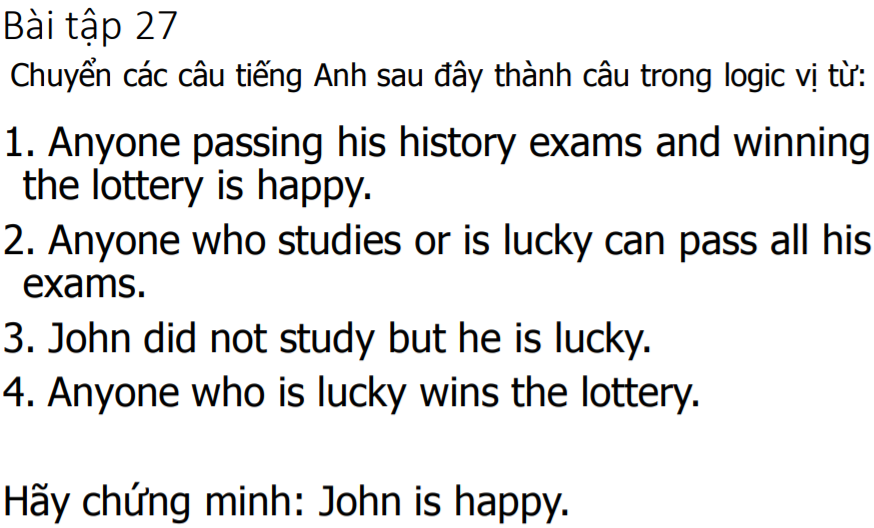 Bài tập 27
Chuyển các câu tiếng Anh sau đây thành câu trong logic vị từ:
1. Anyone passing his history exams and winning
the lottery is happy.
2. Anyone who studies or is lucky can pass all his
exams.
3. John did not study but he is lucky.
4. Anyone who is lucky wins the lottery.
Hãy chứng minh: John is happy.